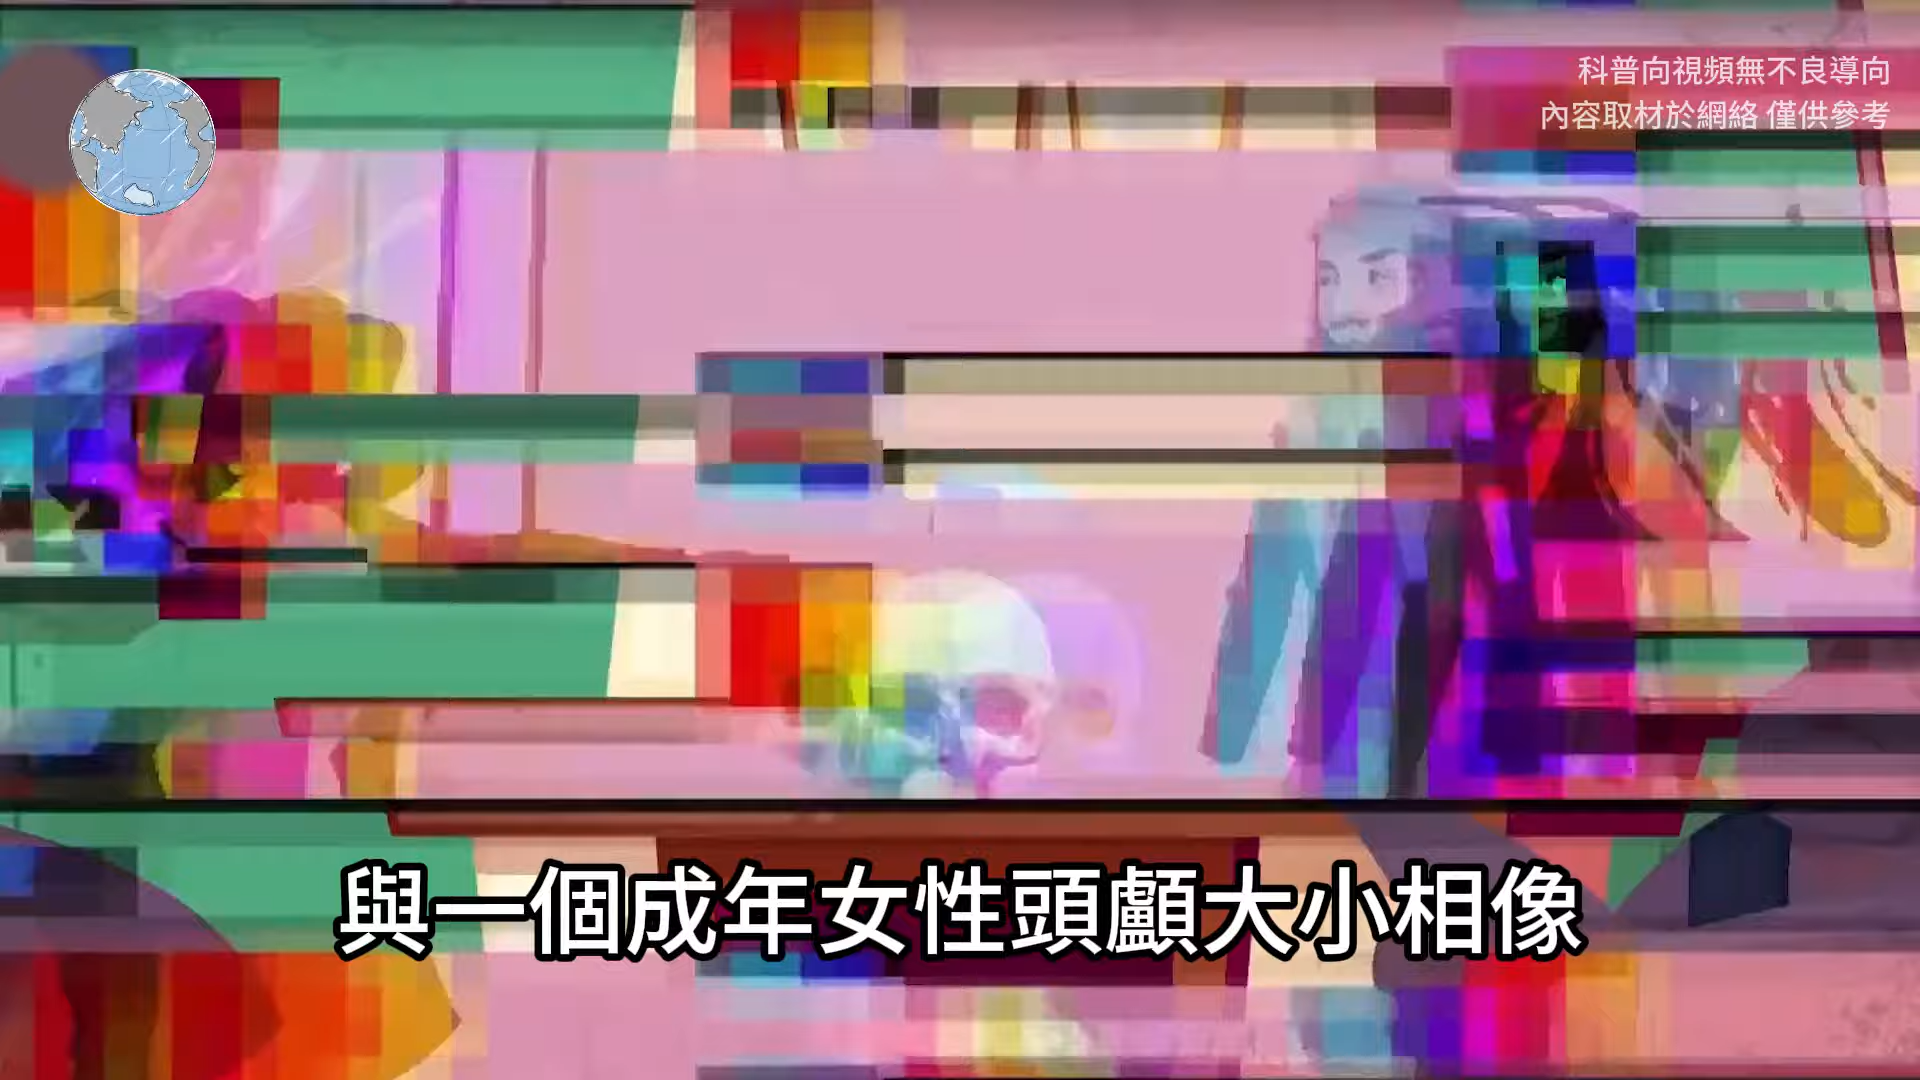 科普向視頻無不良導向
內容取材於網絡 僅供參考
與一個成年女性頭顱大小相像